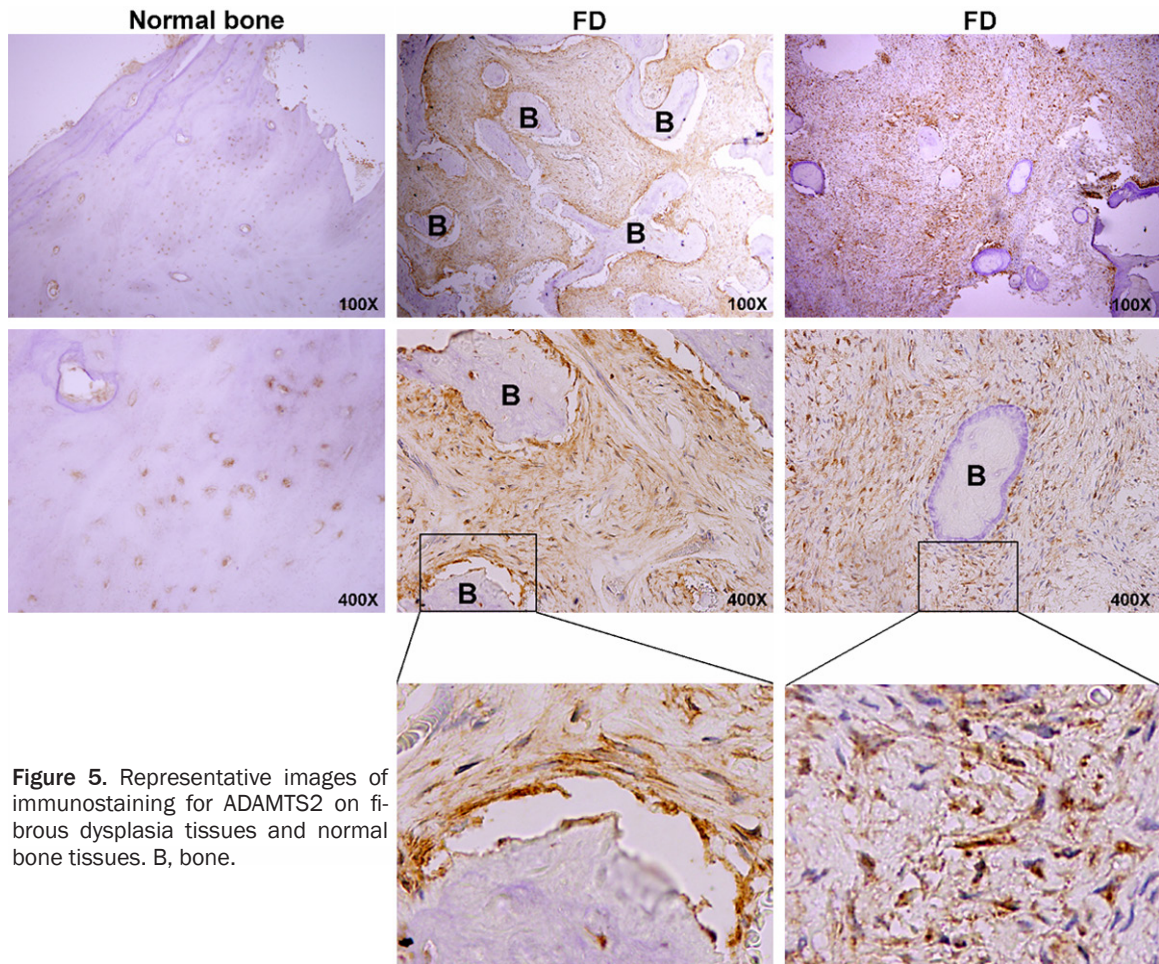 Normal bone
FD
FD
B
B
B
B
100X
100X
100X
B
B
B
400X
400X
400X
Figure 5. Representative images of
immunostaining for ADAMTS2 on fi-
brous dysplasia tissues and normal
bone tissues. B, bone.